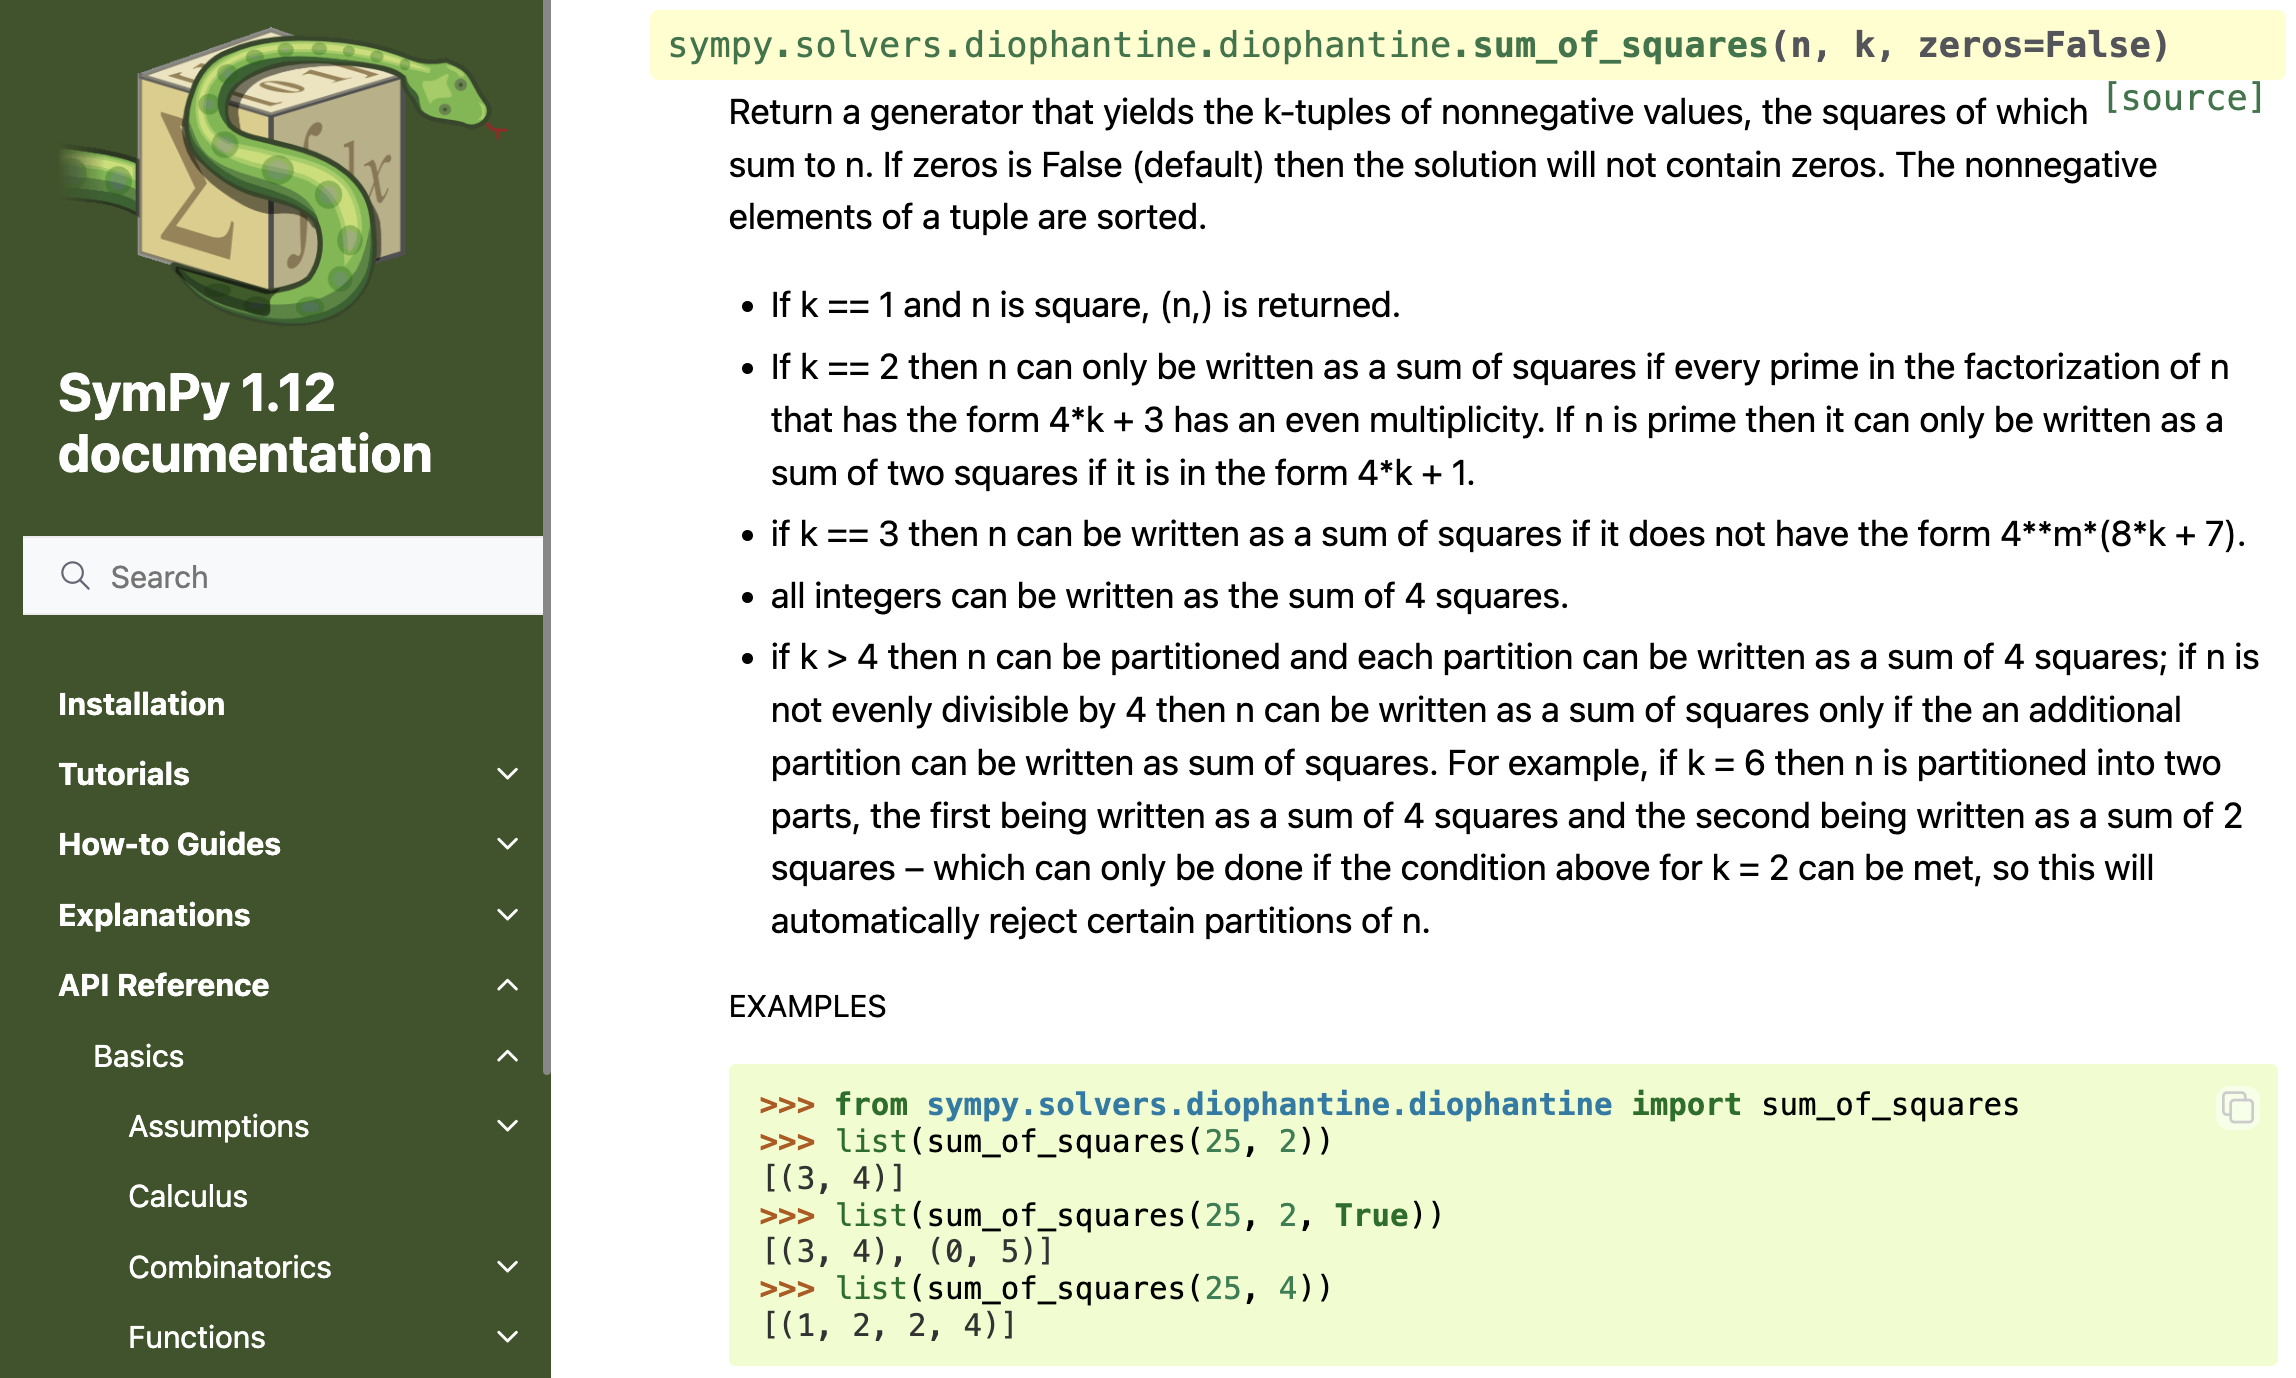 SymPy 1.12
documentation
Search
Installation
Tutorials
How-to Guides
Explanations
API Reference
Basics
Assumptions
Calculus
Combinatorics
Functions
sympy.solvers.diophantine.diophantine.sum_of_squares(n, k, zeros=False)
[source]
Return a generator that yields the k-tuples of nonnegative values, the squares of which
sum to n. If zeros is False (default) then the solution will not contain zeros. The nonnegative
elements of a tuple are sorted.
• If k == 1 and n is square, (n,) is returned.
• If k == 2 then n can only be written as a sum of squares if every prime in the factorization of n
that has the form 4*k + 3 has an even multiplicity. If n is prime then it can only be written as a
sum of two squares if it is in the form 4*k + 1.
• if k == 3 then n can be written as a sum of squares if it does not have the form 4**m*(8*k + 7).
• all integers can be written as the sum of 4 squares.
• if k > 4 then n can be partitioned and each partition can be written as a sum of 4 squares; if n is
not evenly divisible by 4 then n can be written as a sum of squares only if the an additional
partition can be written as sum of squares. For example, if k = 6 then n is partitioned into two
parts, the first being written as a sum of 4 squares and the second being written as a sum of 2
squares – which can only be done if the condition above for k = 2 can be met, so this will
automatically reject certain partitions of n.
EXAMPLES
>>> from sympy.solvers.diophantine.diophantine import sum_of_squares
>>> list(sum_of_squares(25, 2))
[(3, 4)]
>>> list(sum_of_squares(25, 2, True))
[(3, 4), (0, 5)]
>>> list(sum_of_squares(25, 4))
[(1, 2, 2, 4)]